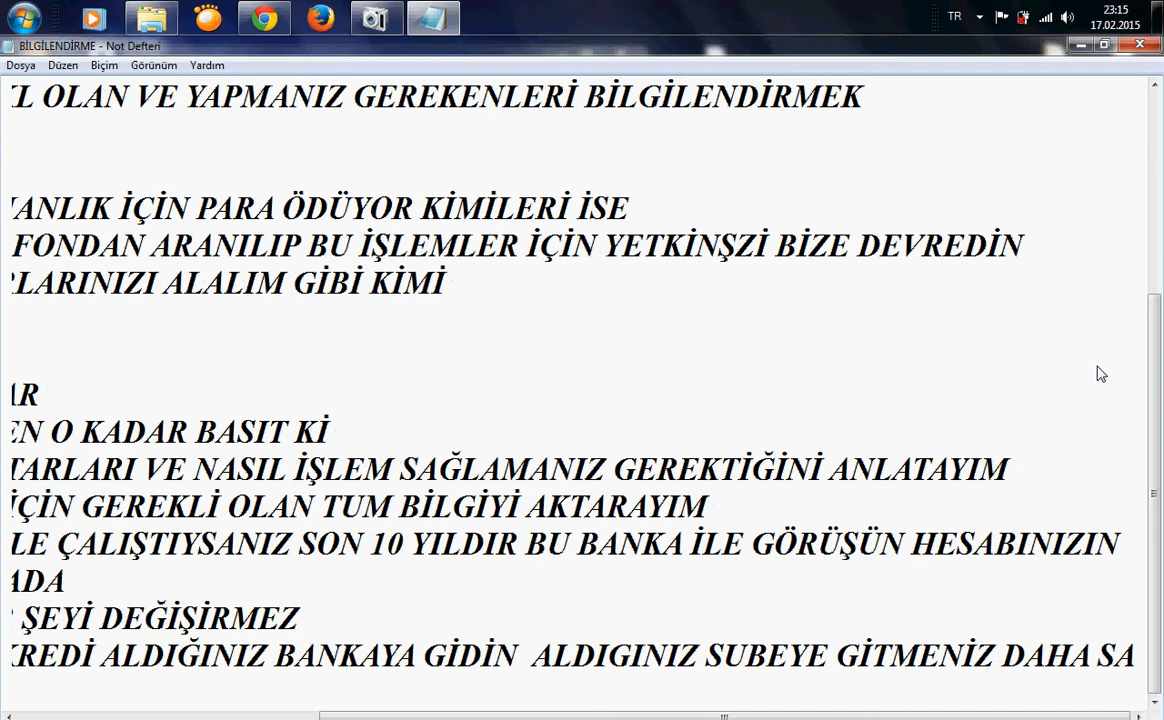 TR
23:15
17.02.2015
BİLGİLENDİRME - Not Defteri
Dosya Düzen Biçim Görünüm Yardım
OLAN VE YAPMANIZ GEREKENLERİ BİLGİLENDİRMEK
İÇİN PARA ÖDÜYOR KİMİLERİ İSE
FONDAN ARANILIP BU İŞLEMLER İÇİN YETKİNŞZİ BİZE DEVREDİN
LARINIZI ALALIM GİBİ KİMİ
AR
EN O KADAR BASIT Kİ
TARLARI VE NASIL İŞLEM SAĞLAMANIZ GEREKTİĞİNİ ANLATAYIM
İÇİN GEREKLİ OLAN TUM BİLGİYİ AKTARAYIM
LE ÇALIŞTIYSANIZ SON 10 YILDIR BU BANKA İLE GÖRÜŞÜN HESABINIZIN
ADA
ŞEYİ DEĞİŞİRMEZ
KREDİ ALDIĞINIZ BANKAYA GİDİN ALDIGINIZ SUBEYE GİTMENİZ DAHA SA